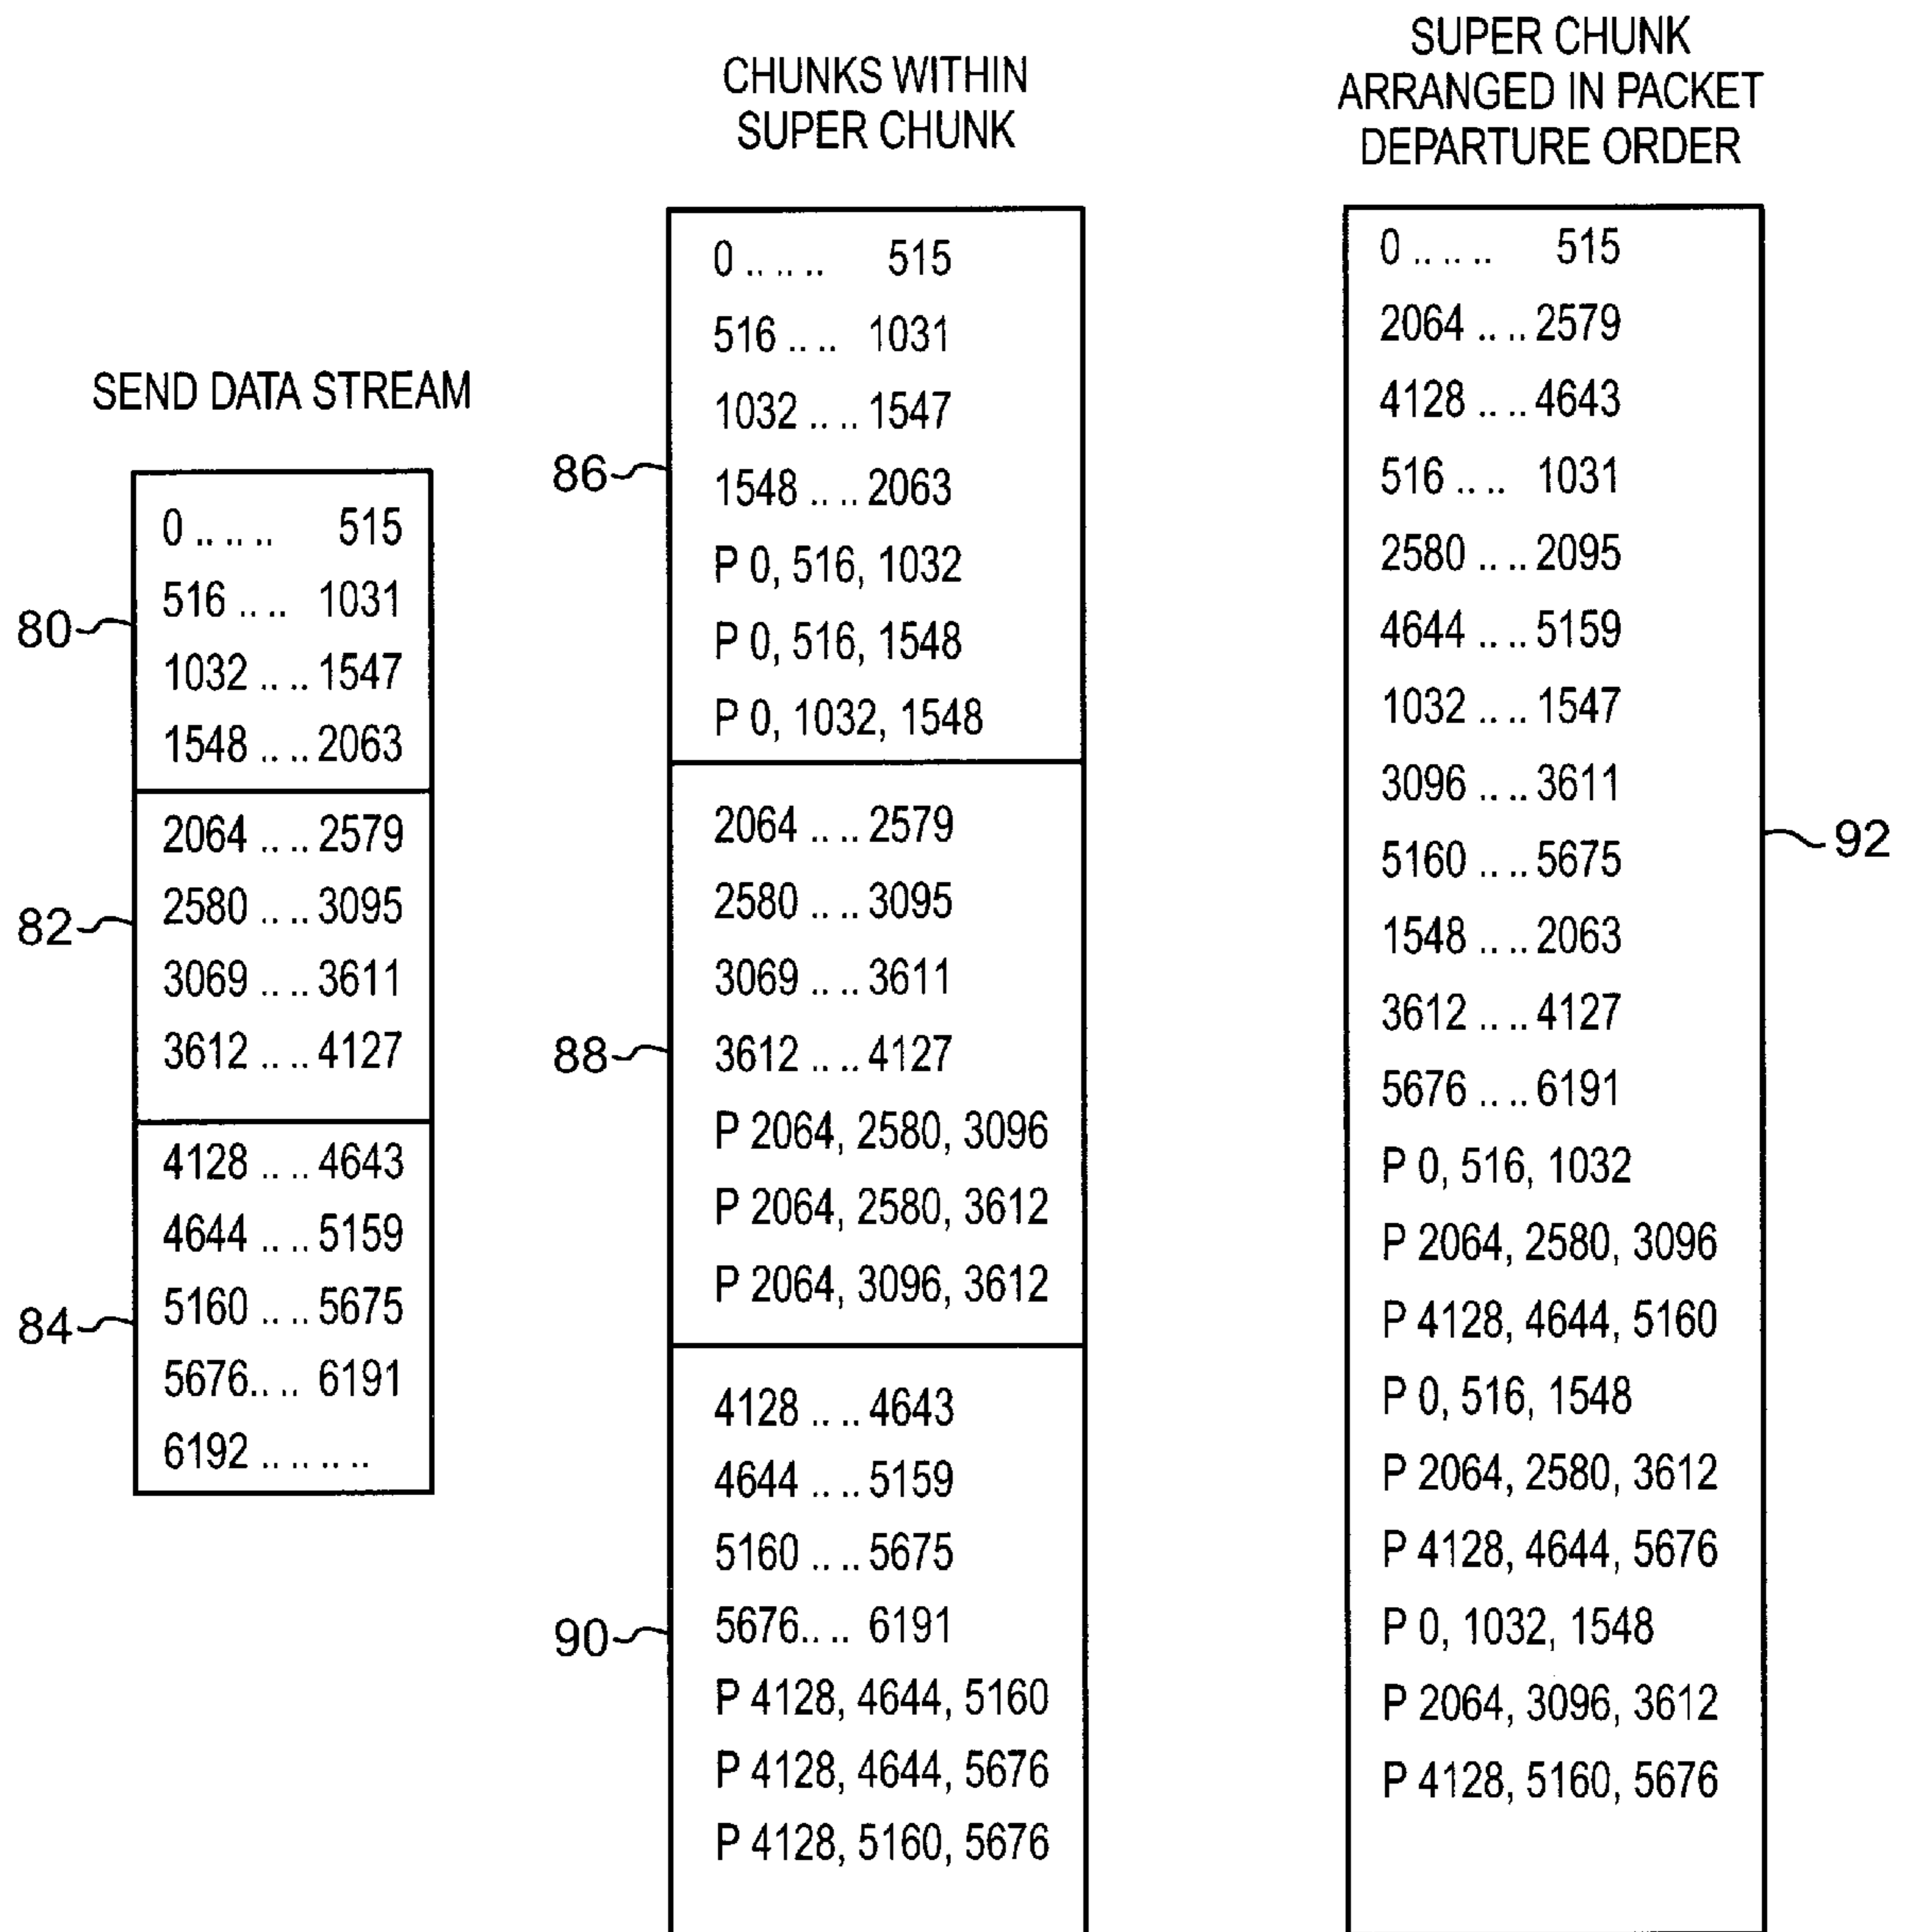 SEND DATA STREAM
80
0 .. .. .. 515
516 .. .. 1031
1032 .. .. 1547
1548 .. .. 2063
82
2064 .. .. 2579
2580 .. .. 3095
3069 .. .. 3611
3612 .. .. 4127
84
4128 .. .. 4643
4644 .. .. 5159
5160 .. .. 5675
5676.. .. 6191
6192 .. .. .. ..
CHUNKS WITHIN
SUPER CHUNK
86
0 .. .. .. 515
516 .. .. 1031
1032 .. .. 1547
1548 .. .. 2063
P 0, 516, 1032
P 0, 516, 1548
P 0, 1032, 1548
88
2064 .. .. 2579
2580 .. .. 3095
3069 .. .. 3611
3612 .. .. 4127
P 2064, 2580, 3096
P 2064, 2580, 3612
P 2064, 3096, 3612
90
4128 .. .. 4643
4644 .. .. 5159
5160 .. .. 5675
5676.. .. 6191
P 4128, 4644, 5160
P 4128, 4644, 5676
P 4128, 5160, 5676
SUPER CHUNK
ARRANGED IN PACKET
DEPARTURE ORDER
0 .. .. .. 515
2064 .. .. 2579
4128 .. .. 4643
516 .. .. 1031
2580 .. .. 2095
4644 .. .. 5159
1032 .. .. 1547
3096 .. .. 3611
5160 .. .. 5675
1548 .. .. 2063
3612 .. .. 4127
5676 .. .. 6191
P 0, 516, 1032
P 2064, 2580, 3096
P 4128, 4644, 5160
P 0, 516, 1548
P 2064, 2580, 3612
P 4128, 4644, 5676
P 0, 1032, 1548
P 2064, 3096, 3612
P 4128, 5160, 5676
92